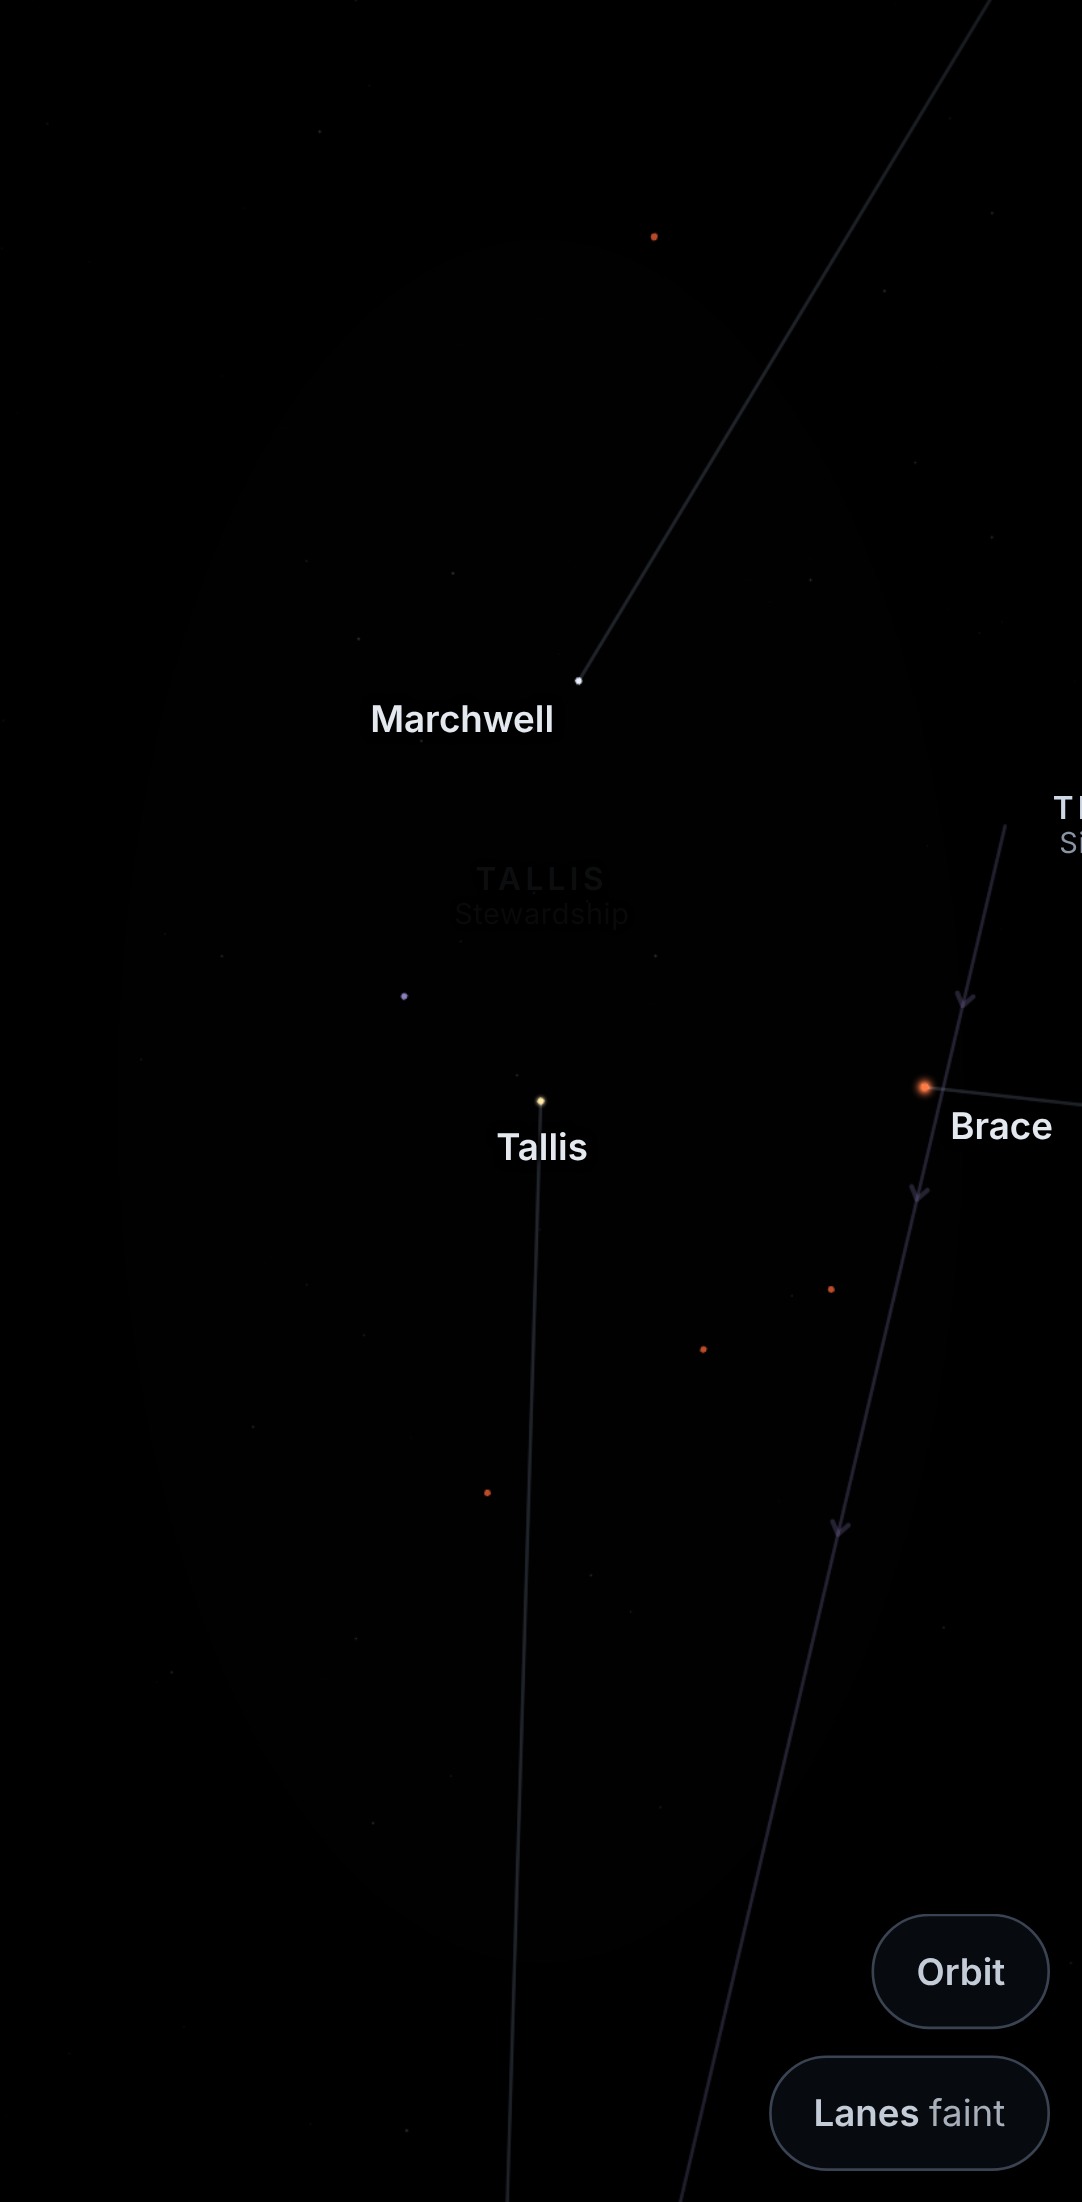 Marchwell
TALLIS
Stewardship
Tallis
Brace
Orbit
Lanes faint